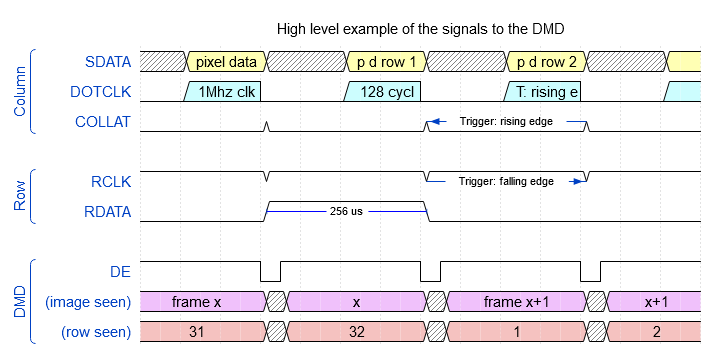 High level example of the signals to the DMD
Column
SDATA pixel data p d row 1 p d row 2
DOTCLK 1Mhz clk 128 cycl T: rising e
COLLAT Trigger: rising edge
Row
RCLK Trigger: falling edge
RDATA 256 us
DMD
DE
(image seen) frame x x frame x+1 x+1
(row seen) 31 32 1 2